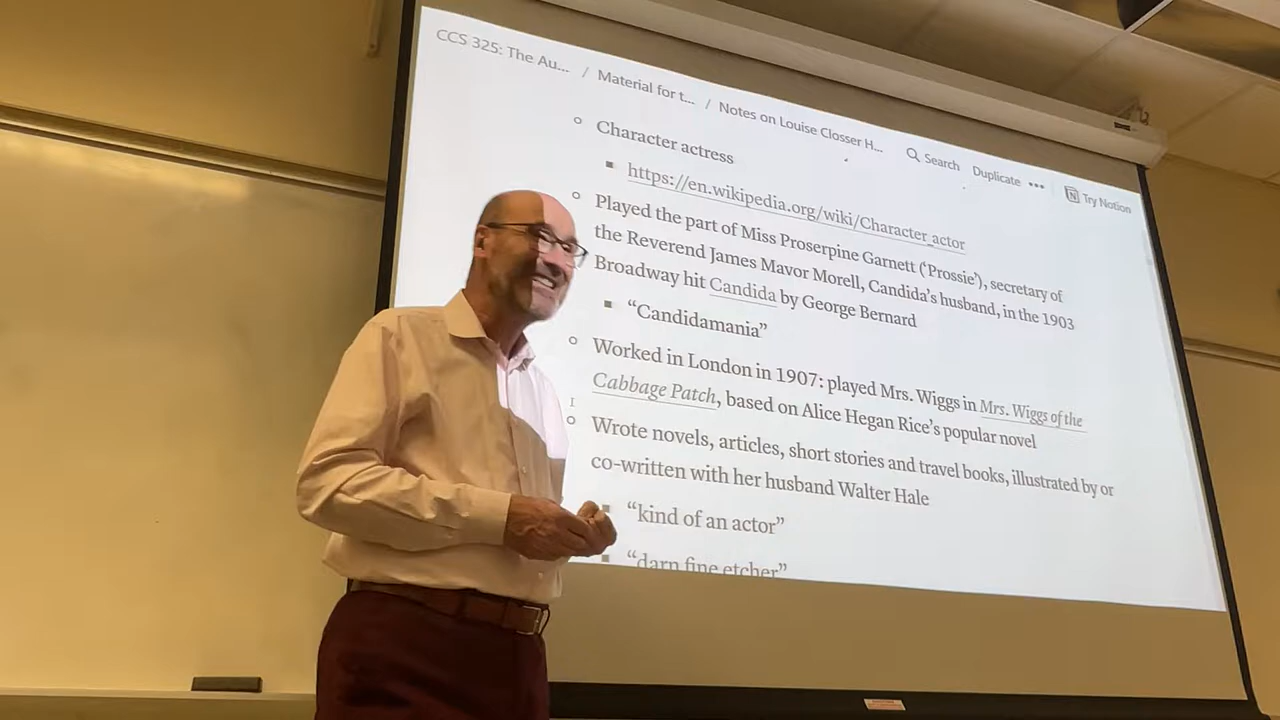 CCS 325: The Au... / Material for t... / Notes on Louise Closser H... Search Duplicate ••• Try Notion
Character actress
https://en.wikipedia.org/wiki/Character_actor
Played the part of Miss Proserpine Garnett (‘Prossie’), secretary of
the Reverend James Mavor Morell, Candida’s husband, in the 1903
Broadway hit Candida by George Bernard
“Candidamania”
Worked in London in 1907: played Mrs. Wiggs in Mrs. Wiggs of the
Cabbage Patch, based on Alice Hegan Rice’s popular novel
Wrote novels, articles, short stories and travel books, illustrated by or
co-written with her husband Walter Hale
“kind of an actor”
“darn fine etcher”